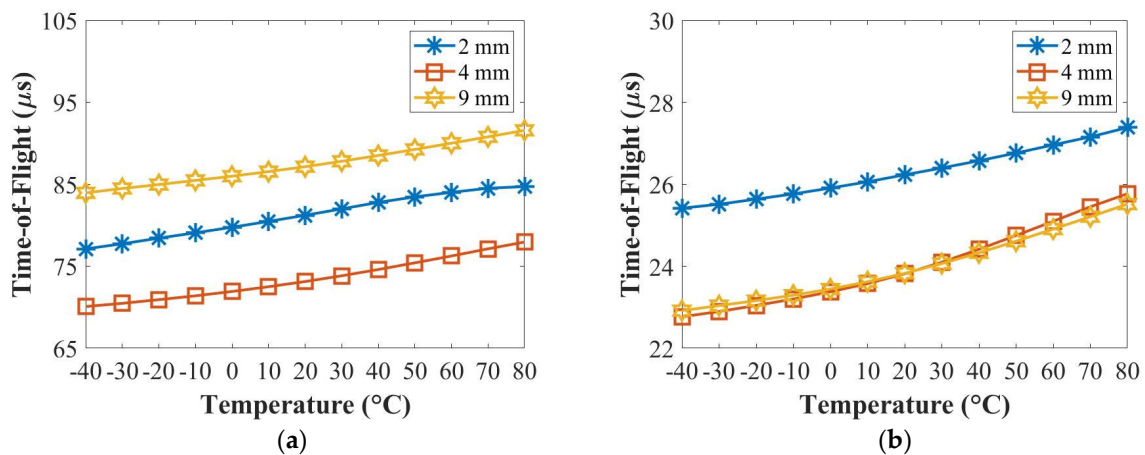 105
95
85
75
65
Time-of-Flight (μs)
2 mm
4 mm
9 mm
-40 -30 -20 -10 0 10 20 30 40 50 60 70 80
Temperature (°C)
(a)
30
28
26
24
22
Time-of-Flight (μs)
2 mm
4 mm
9 mm
-40 -30 -20 -10 0 10 20 30 40 50 60 70 80
Temperature (°C)
(b)